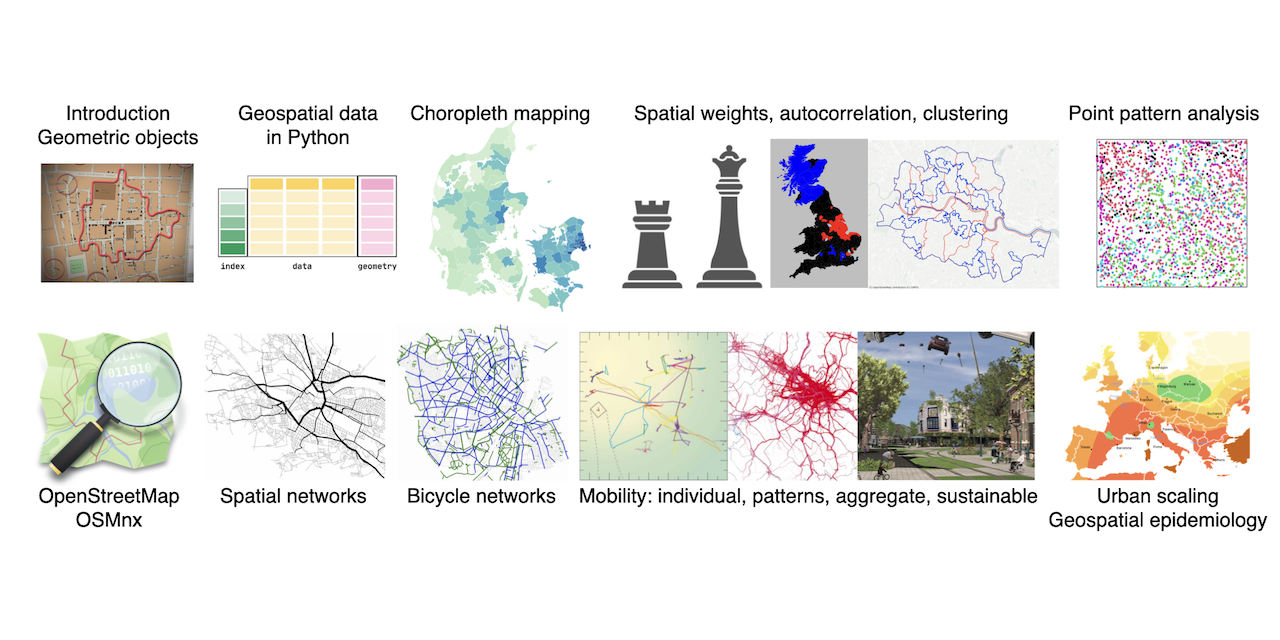 Introduction
Geometric objects
Geospatial data
in Python
Choropleth mapping
Spatial weights, autocorrelation, clustering
Point pattern analysis
index
data
geometry
011010
OpenStreetMap
OSMnx
Spatial networks
Bicycle networks
Mobility: individual, patterns, aggregate, sustainable
Urban scaling
Geospatial epidemiology